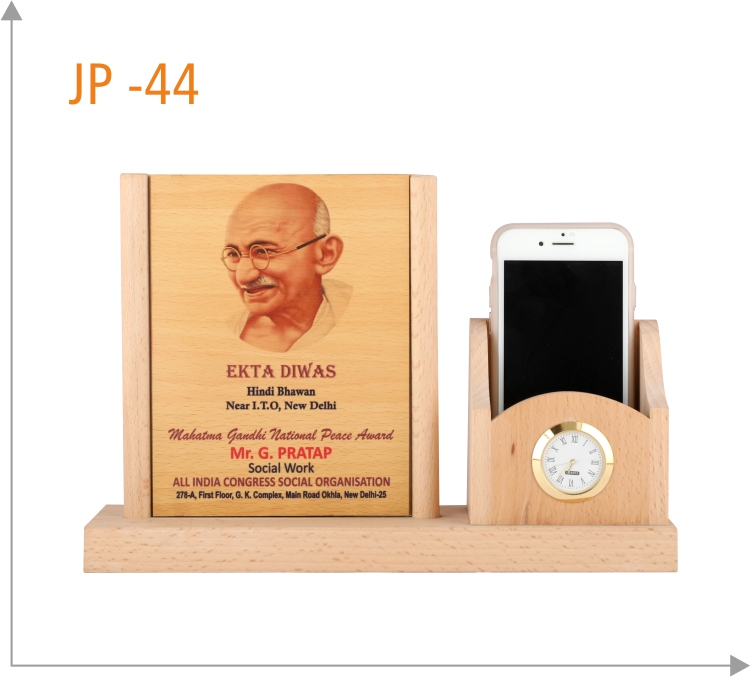 JP -44
EKTA DIWAS
Hindi Bhawan
Near I.T.O, New Delhi
Mahatma Gandhi National Peace Award
Mr. G. PRATAP
Social Work
ALL INDIA CONGRESS SOCIAL ORGANISATION
278-A, First Floor, G. K. Complex, Main Road Okhla, New Delhi-25